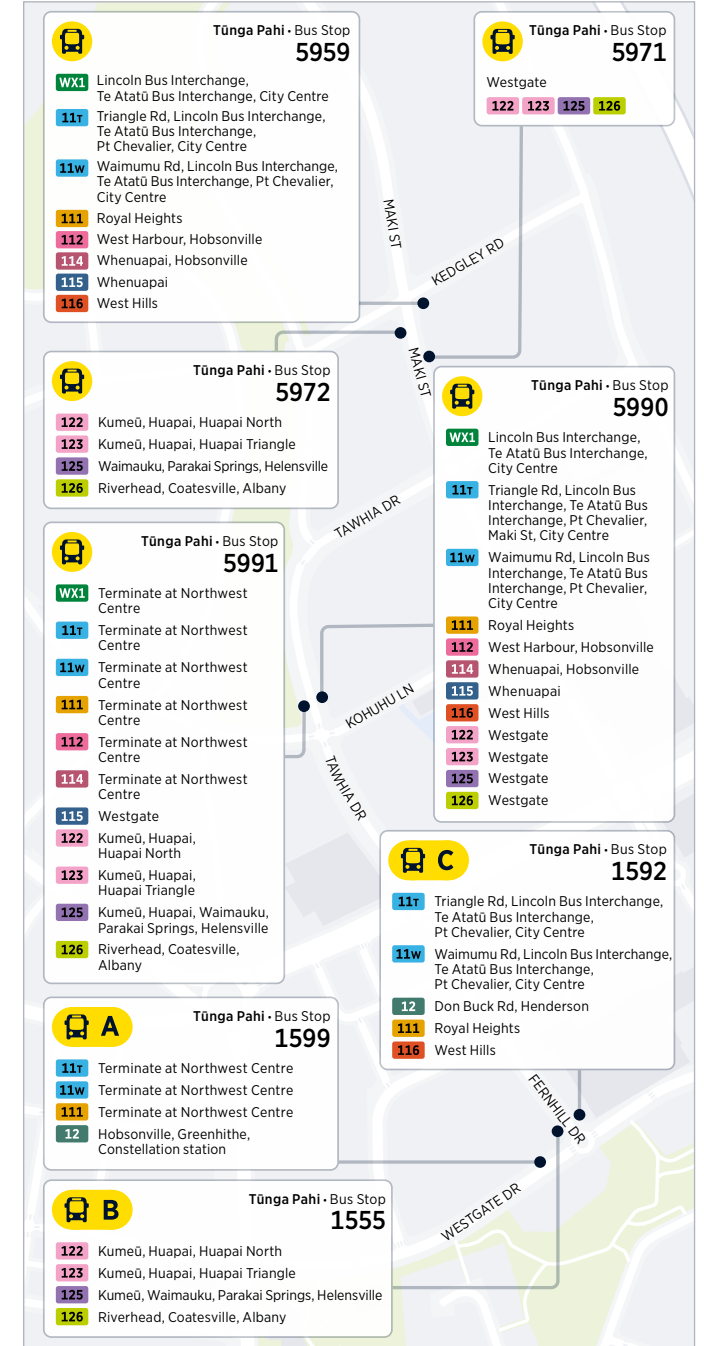 Tūnga Pahi • Bus Stop
5959
WX1 Lincoln Bus Interchange,
Te Atatū Bus Interchange, City Centre
11T Triangle Rd, Lincoln Bus Interchange,
Te Atatū Bus Interchange,
Pt Chevalier, City Centre
11W Waimumu Rd, Lincoln Bus Interchange,
Te Atatū Bus Interchange, Pt Chevalier,
City Centre
111 Royal Heights
112 West Harbour, Hobsonville
114 Whenuapai, Hobsonville
115 Whenuapai
116 West Hills
Tūnga Pahi • Bus Stop
5971
Westgate
122 123 125 126
MAKI ST
KEDGLEY RD
MAKI ST
Tūnga Pahi • Bus Stop
5972
122 Kumeū, Huapai, Huapai North
123 Kumeū, Huapai, Huapai Triangle
125 Waimauku, Parakai Springs, Helensville
126 Riverhead, Coatesville, Albany
Tūnga Pahi • Bus Stop
5990
WX1 Lincoln Bus Interchange,
Te Atatū Bus Interchange,
City Centre
11T Triangle Rd, Lincoln Bus
Interchange, Te Atatū Bus
Interchange, Pt Chevalier,
Maki St, City Centre
11W Waimumu Rd, Lincoln Bus
Interchange, Te Atatū Bus
Interchange, Pt Chevalier,
City Centre
111 Royal Heights
112 West Harbour, Hobsonville
114 Whenuapai, Hobsonville
115 Whenuapai
116 West Hills
122 Westgate
123 Westgate
125 Westgate
126 Westgate
TAWHIA DR
Tūnga Pahi • Bus Stop
5991
WX1 Terminate at Northwest
Centre
11T Terminate at Northwest
Centre
11W Terminate at Northwest
Centre
111 Terminate at Northwest
Centre
112 Terminate at Northwest
Centre
114 Terminate at Northwest
Centre
115 Westgate
122 Kumeū, Huapai,
Huapai North
123 Kumeū, Huapai,
Huapai Triangle
125 Kumeū, Huapai, Waimauku,
Parakai Springs, Helensville
126 Riverhead, Coatesville,
Albany
KOHUHU LN
TAWHIA DR
C
Tūnga Pahi • Bus Stop
1592
11T Triangle Rd, Lincoln Bus Interchange,
Te Atatū Bus Interchange,
Pt Chevalier, City Centre
11W Waimumu Rd, Lincoln Bus Interchange,
Te Atatū Bus Interchange,
Pt Chevalier, City Centre
12 Don Buck Rd, Henderson
111 Royal Heights
116 West Hills
A
Tūnga Pahi • Bus Stop
1599
11T Terminate at Northwest Centre
11W Terminate at Northwest Centre
111 Terminate at Northwest Centre
12 Hobsonville, Greenhithe,
Constellation station
FERNHILL DR
WESTGATE DR
B
Tūnga Pahi • Bus Stop
1555
122 Kumeū, Huapai, Huapai North
123 Kumeū, Huapai, Huapai Triangle
125 Kumeū, Waimauku, Parakai Springs, Helensville
126 Riverhead, Coatesville, Albany